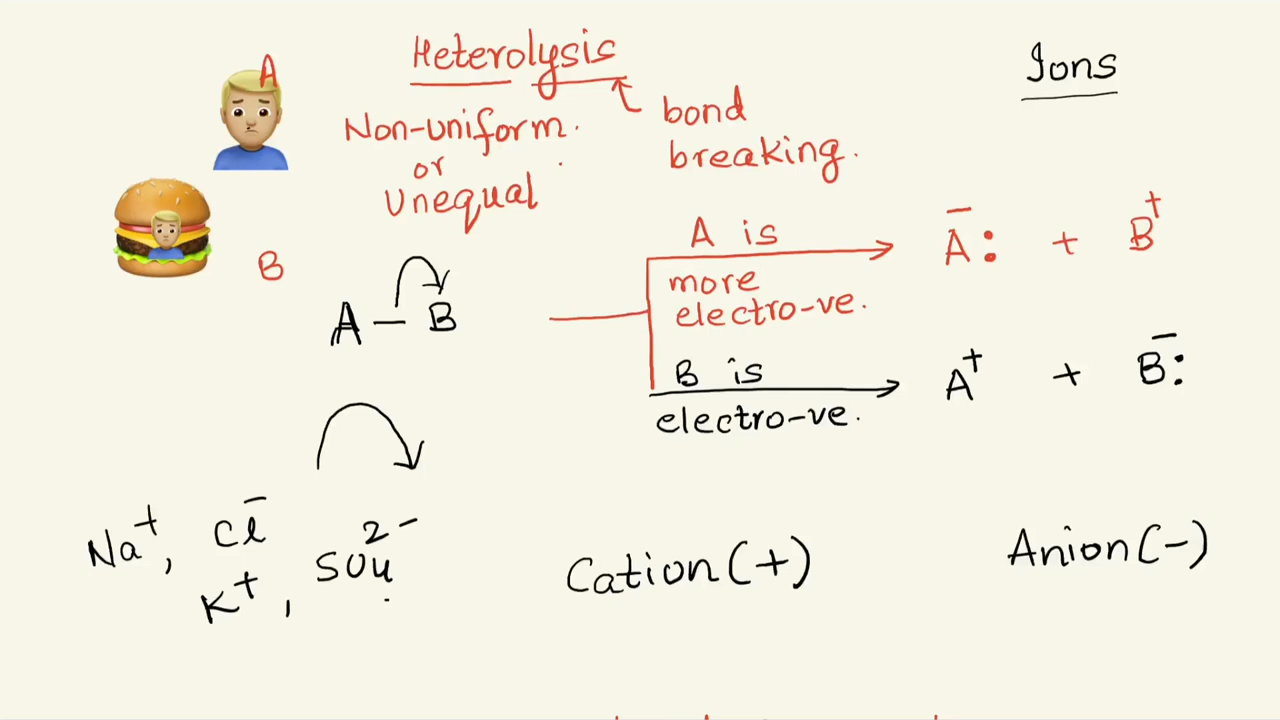 A
Heterolysis
Ions
Non-uniform.
or
Unequal
bond
breaking.
B
A — B
A is
more
electro-ve.
A̅: + B⁺
B is
electro-ve.
A⁺ + B̅:
Na⁺, Cl⁻
K⁺, SO4²⁻
Cation (+)
Anion (-)